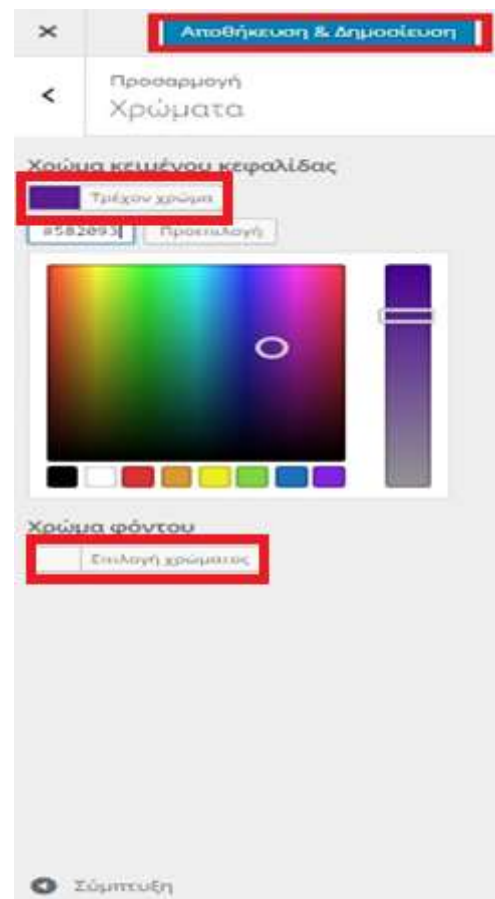 ×
Αποθήκευση & Δημοσίευση
<
Προσαρμογή
Χρώματα
Χρώμα κειμένου κεφαλίδας
Τρέχον χρώμα
#582093 Προεπιλογή
Χρώμα φόντου
Επιλογή χρώματος
Σύμπτυξη